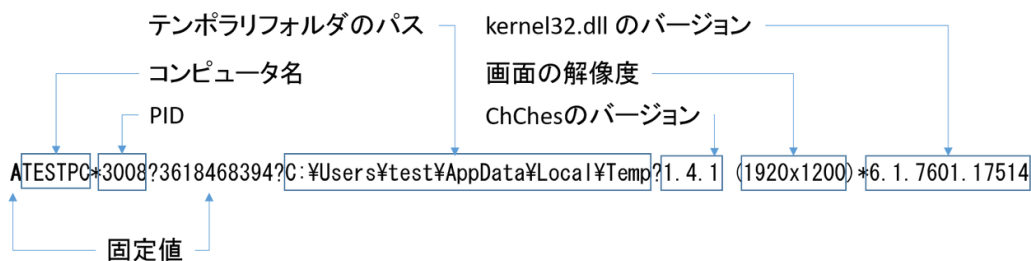 テンポラリフォルダのパス
kernel32.dll のバージョン
コンピュータ名
画面の解像度
PID
ChChesのバージョン
ATESTPC*3008?3618468394?C:¥Users¥test¥AppData¥Local¥Temp?1.4.1 (1920x1200)*6.1.7601.17514
固定値